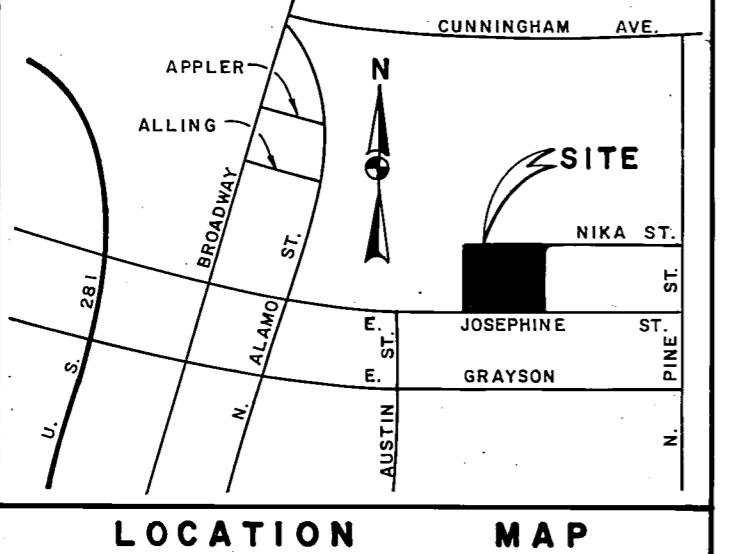 CUNNINGHAM AVE.
APPLER
N
ALLING
SITE
BROADWAY
NIKA ST.
N. ALAMO ST.
U. S. 281
E. JOSEPHINE ST.
AUSTIN ST.
N. PINE ST.
E. GRAYSON
LOCATION MAP